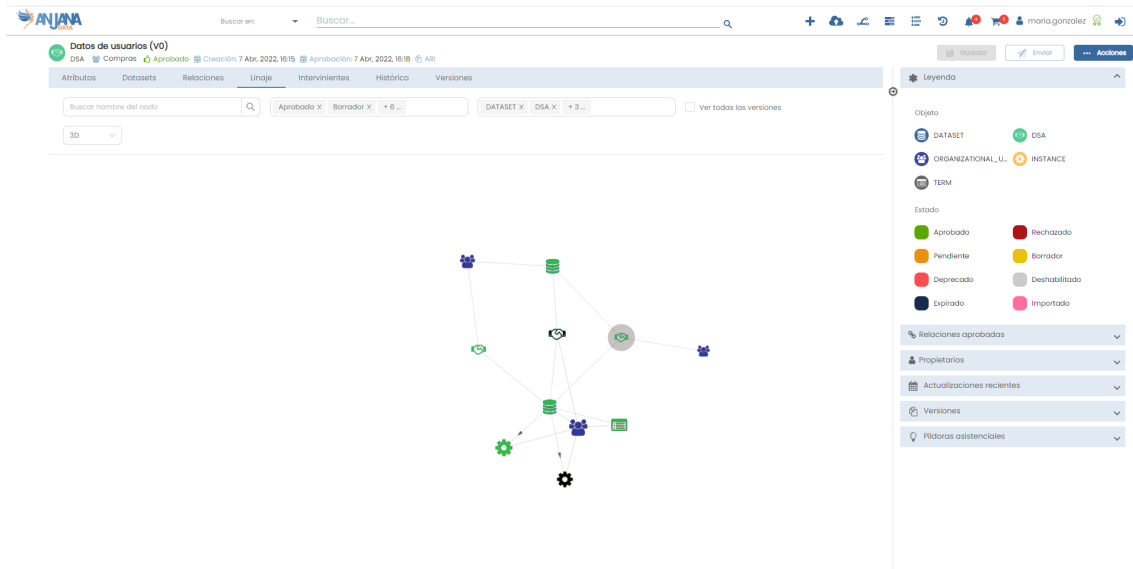 ANJANA
DATA
Buscar en:
Buscar...
maria.gonzalez
Datos de usuarios (V0)
DSA Compras Aprobado Creación: 7 Abr, 2022, 16:15 Aprobación: 7 Abr, 2022, 16:18 ARI
Guardar
Enviar
Acciones
Atributos Datasets Relaciones Linaje Intervinientes Histórico Versiones
Buscar nombre del nodo
Aprobado X Borrador X + 6 ...
DATASET X DSA X + 3 ...
Ver todas las versiones
3D
Leyenda
Objeto
DATASET DSA
ORGANIZATIONAL_U... INSTANCE
TERM
Estado
Aprobado Rechazado
Pendiente Borrador
Deprecado Deshabilitado
Expirado Importado
Relaciones aprobadas
Propietarios
Actualizaciones recientes
Versiones
Píldoras asistenciales